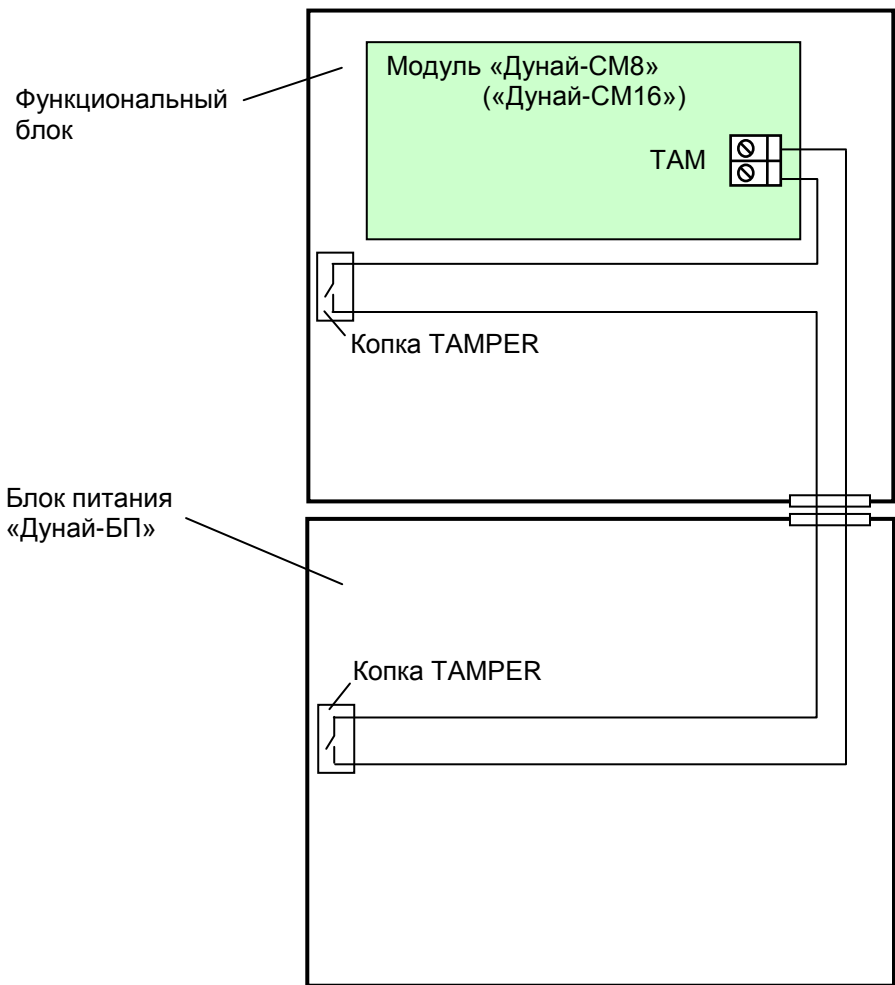 Модуль «Дунай-СМ8»
(«Дунай-СМ16»)
Функциональный
блок
ТАМ
Копка TAMPER
Блок питания
«Дунай-БП»
Копка TAMPER